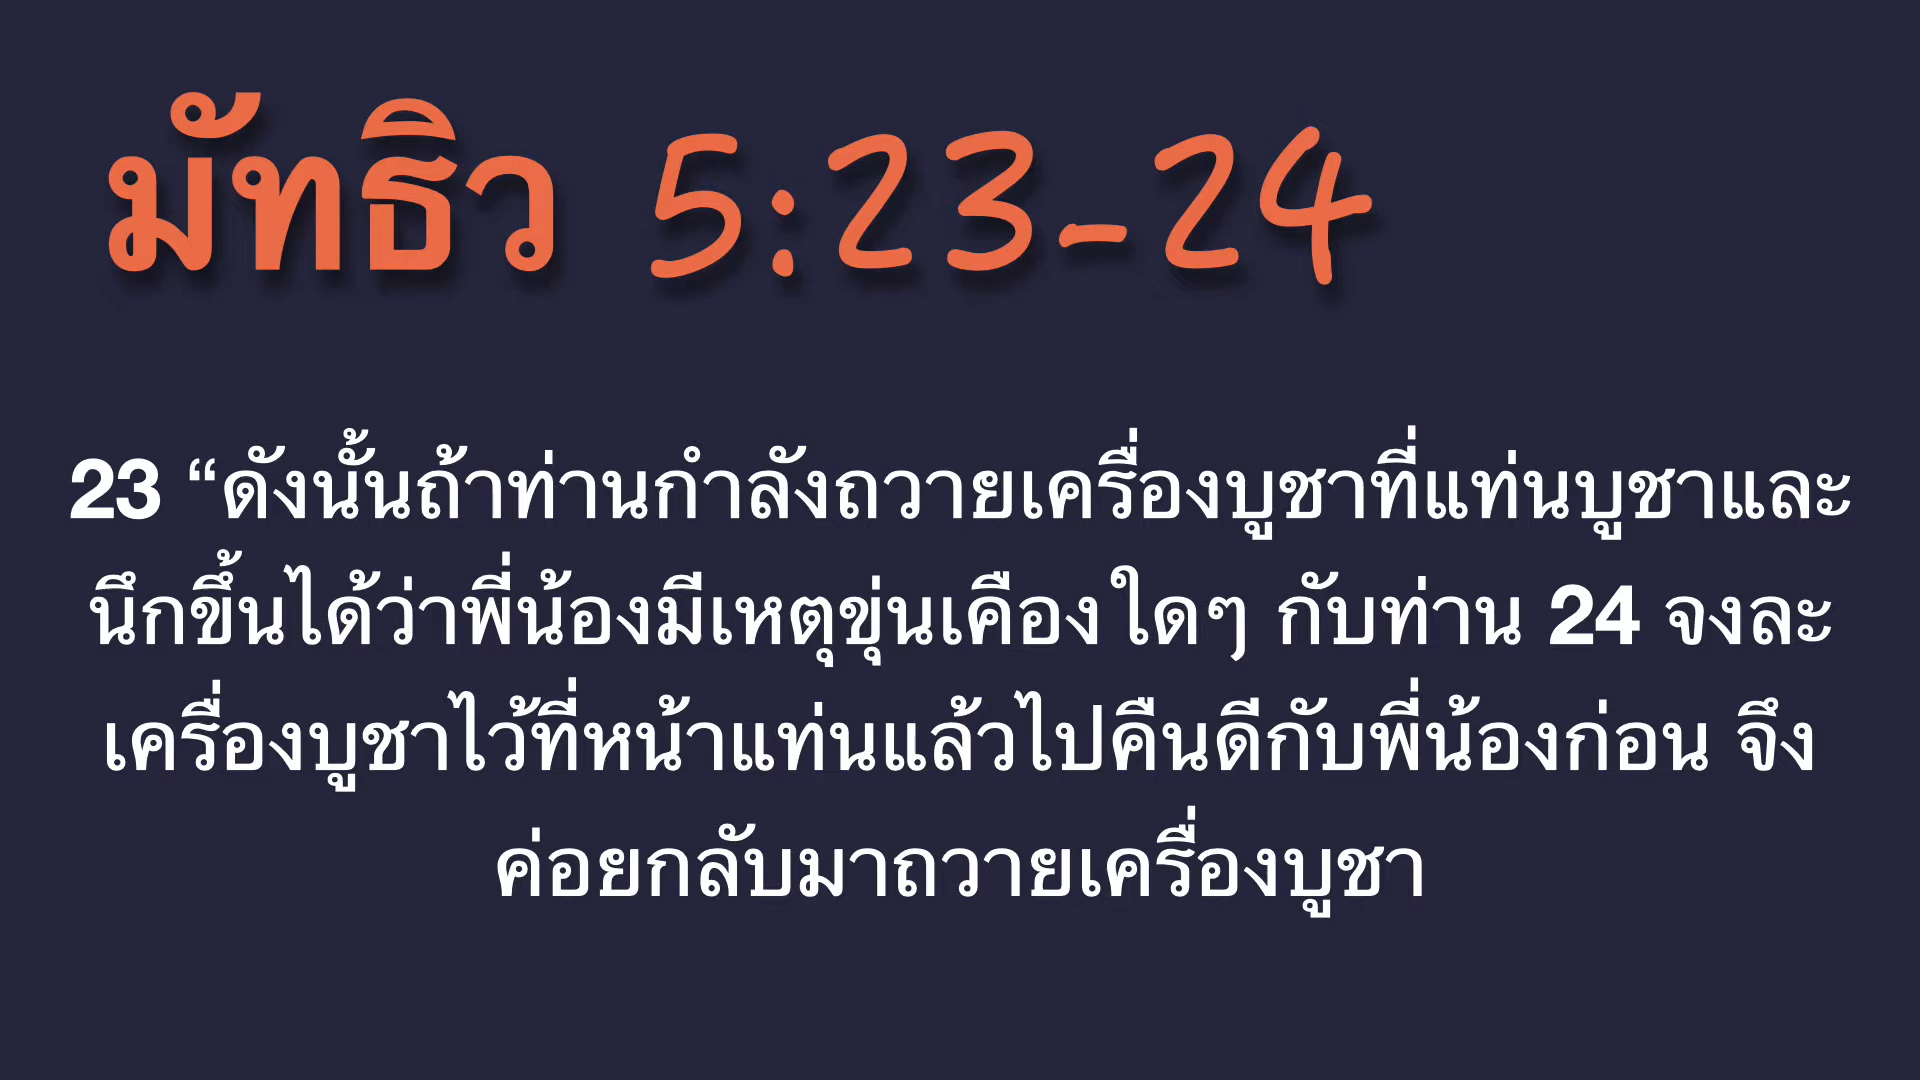 มัทธิว 5:23-24
23 “ดังนั้นถ้าท่านกำลังถวายเครื่องบูชาที่แท่นบูชาและ
นึกขึ้นได้ว่าพี่น้องมีเหตุขุ่นเคืองใดๆ กับท่าน 24 จงละ
เครื่องบูชาไว้ที่หน้าแท่นแล้วไปคืนดีกับพี่น้องก่อน จึง
ค่อยกลับมาถวายเครื่องบูชา